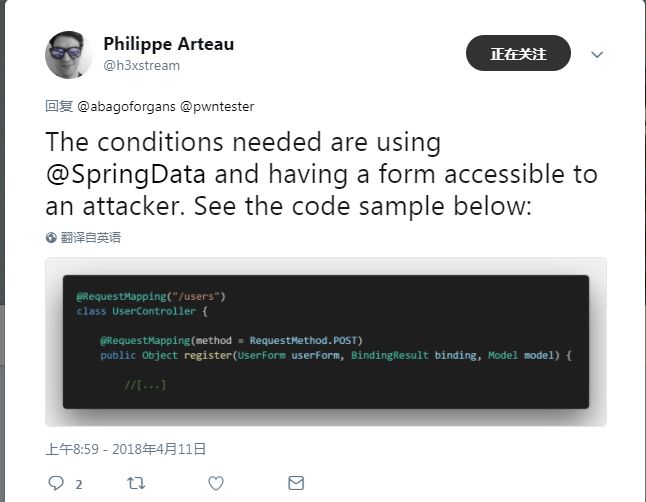 Philippe Arteau
@h3xstream
正在关注
回复 @abagoforgans @pwntester
The conditions needed are using
@SpringData and having a form accessible to
an attacker. See the code sample below:
翻译自英语
@RequestMapping("/users")
class UserController {
@RequestMapping(method = RequestMethod.POST)
public Object register(UserForm userForm, BindingResult binding, Model model) {
//[...]
上午8:59 - 2018年4月11日
2